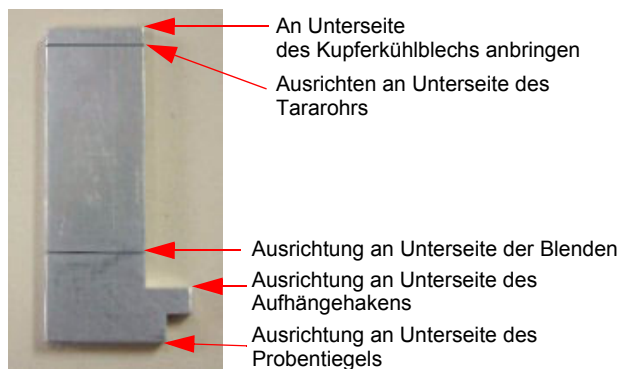 An Unterseite
des Kupferkühlblechs anbringen
Ausrichten an Unterseite des
Tararohrs
Ausrichtung an Unterseite der Blenden
Ausrichtung an Unterseite des
Aufhängehakens
Ausrichtung an Unterseite des
Probentiegels